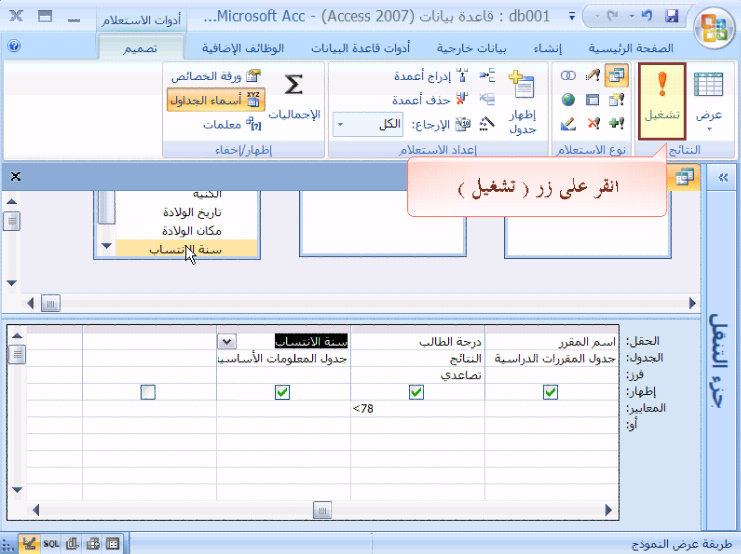 db001 : قاعدة بيانات (Access 2007) - Microsoft Acc...
أدوات الاستعلام
الصفحة الرئيسية
إنشاء
بيانات خارجية
أدوات قاعدة البيانات
الوظائف الإضافية
تصميم
عرض
تشغيل
النتائج
نوع الاستعلام
إظهار جدول
إدراج أعمدة
حذف أعمدة
الإرجاع: الكل
إعداد الاستعلام
الإجماليات
ورقة الخصائص
أسماء الجداول
معلمات
إظهار/إخفاء
انقر على زر ( تشغيل )
الكنية
تاريخ الولادة
مكان الولادة
سنة الانتساب
جزء التنقل
الحقل: اسم المقرر درجة الطالب سنة الانتساب
الجدول: جدول المقررات الدراسية النتائج جدول المعلومات الأساسية
فرز: تصاعدي
إظهار:
المعايير: <78
أو:
طريقة عرض النموذج
SQL